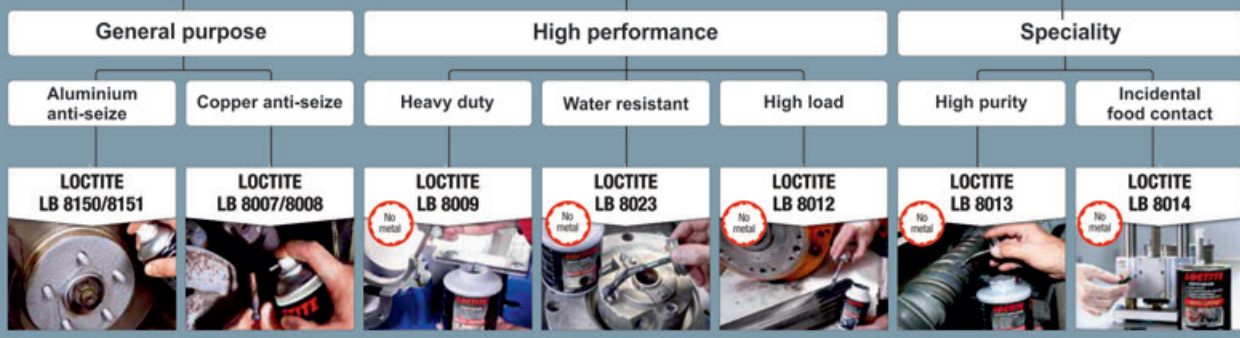 General purpose
High performance
Speciality
Aluminium
anti-seize
Copper anti-seize
Heavy duty
Water resistant
High load
High purity
Incidental
food contact
LOCTITE
LB 8150/8151
LOCTITE
LB 8007/8008
LOCTITE
LB 8009
LOCTITE
LB 8023
LOCTITE
LB 8012
LOCTITE
LB 8013
LOCTITE
LB 8014
No
metal
No
metal
No
metal
No
metal
No
metal
LOCTITE